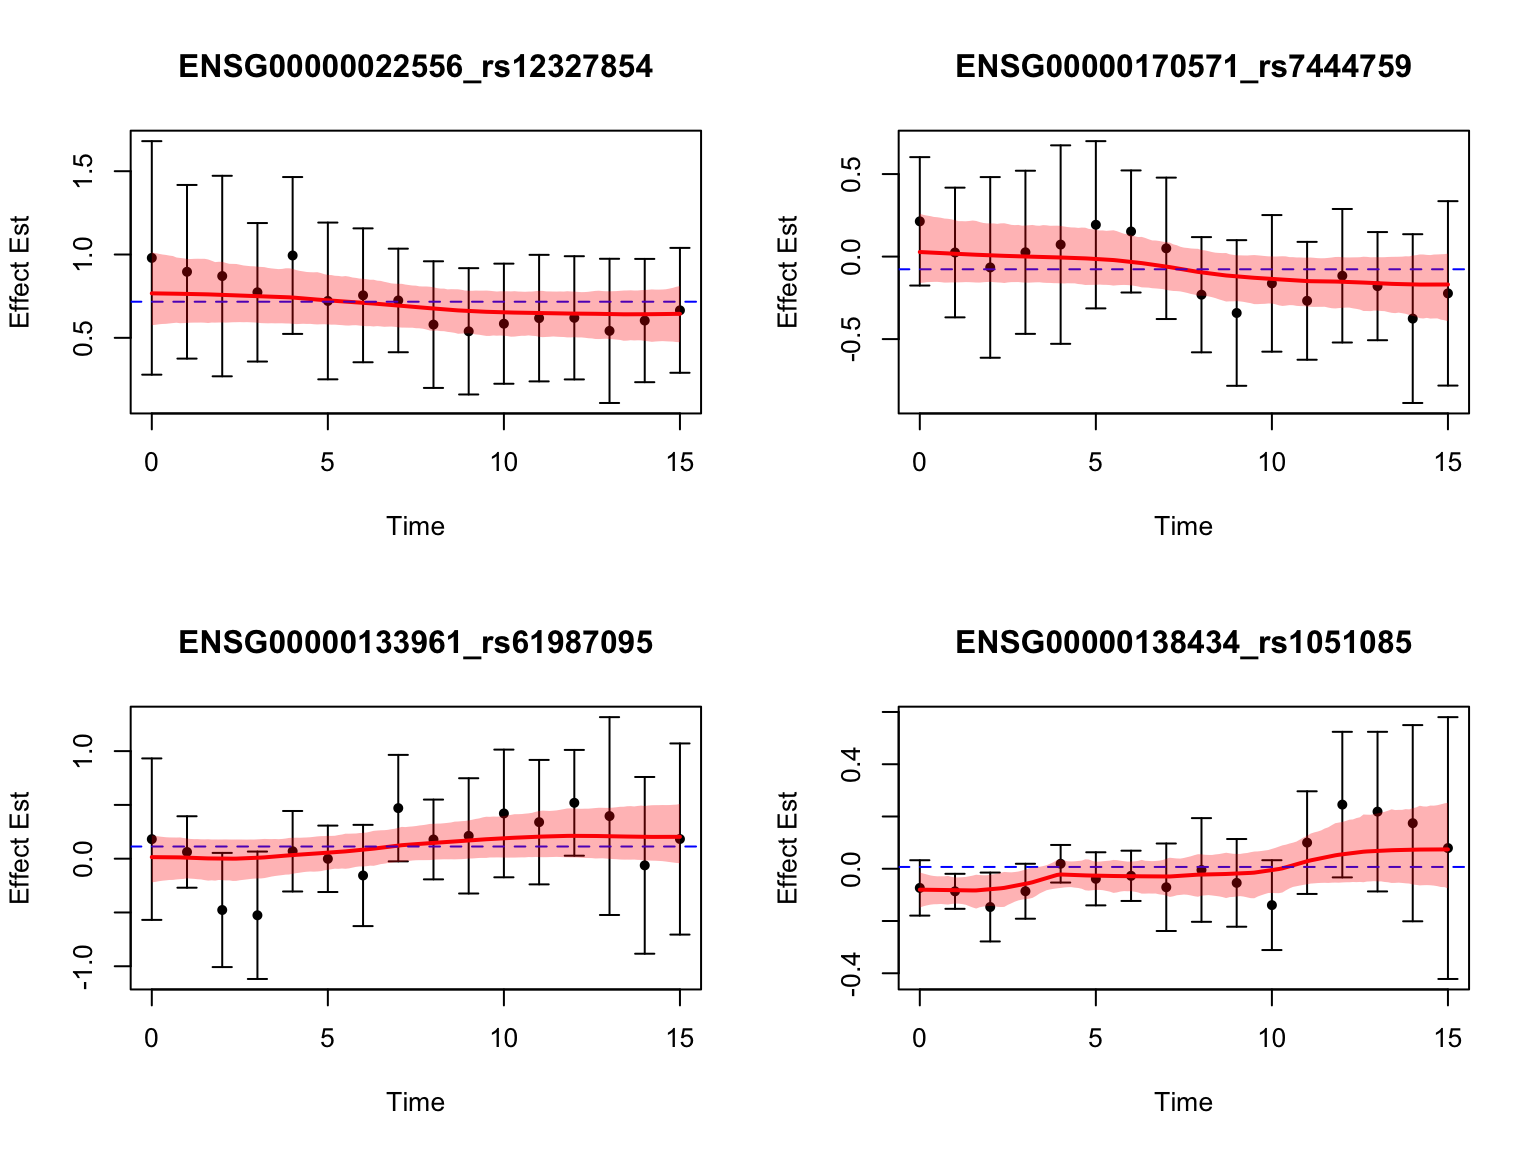 ENSG00000022556_rs12327854
Effect Est
1.5
1.0
0.5
0 5 10 15
Time
ENSG00000170571_rs7444759
Effect Est
0.5
0.0
-0.5
0 5 10 15
Time
ENSG00000133961_rs61987095
Effect Est
1.0
0.0
-1.0
0 5 10 15
Time
ENSG00000138434_rs1051085
Effect Est
0.4
0.0
-0.4
0 5 10 15
Time